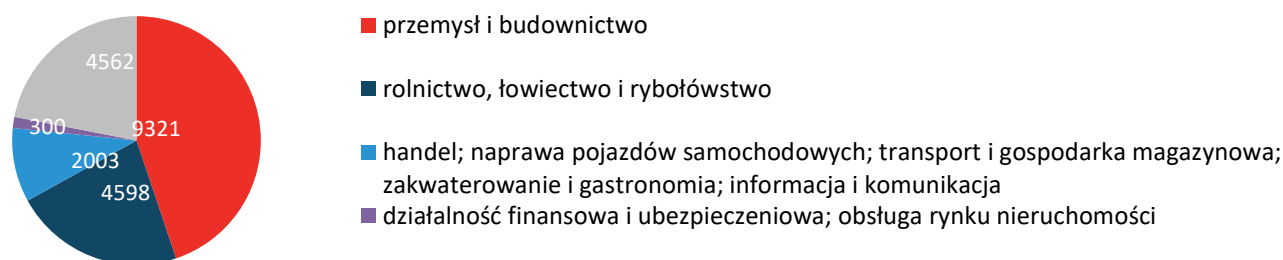 4562
300
9321
2003
4598
przemysł i budownictwo
rolnictwo, łowiectwo i rybołówstwo
handel; naprawa pojazdów samochodowych; transport i gospodarka magazynowa;
zakwaterowanie i gastronomia; informacja i komunikacja
działalność finansowa i ubezpieczeniowa; obsługa rynku nieruchomości